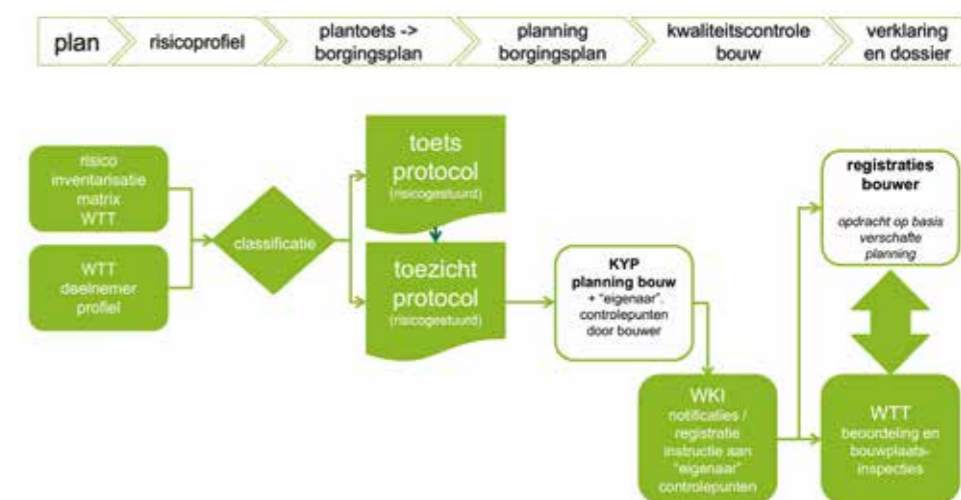 plan
risicoprofiel
plantoets ->
borgingsplan
planning
borgingsplan
kwaliteitscontrole
bouw
verklaring
en dossier
risico
inventarisatie
matrix
WTT
WTT
deelnemer
profiel
classificatie
toets
protocol
(risicogestuurd)
toezicht
protocol
(risicogestuurd)
KYP
planning bouw
+ "eigenaar".
controlepunten
door bouwer
WKI
notificaties /
registratie
instructie aan
"eigenaar"
controlepunten
registraties
bouwer
opdracht op basis
verschafte
planning
WTT
beoordeling en
bouwplaats-
inspecties